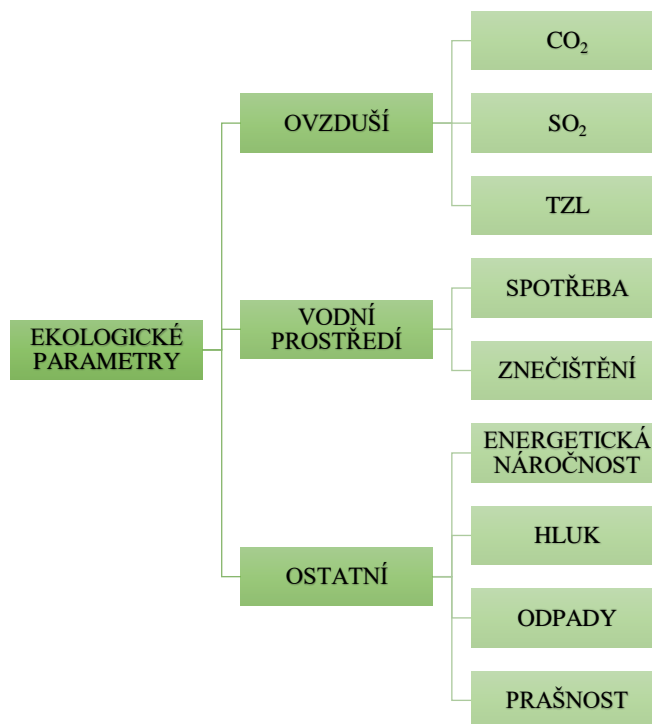 EKOLOGICKÉ
PARAMETRY
OVZDUŠÍ
CO₂
SO₂
TZL
VODNÍ
PROSTŘEDÍ
SPOTŘEBA
ZNEČIŠTĚNÍ
OSTATNÍ
ENERGETICKÁ
NÁROČNOST
HLUK
ODPADY
PRAŠNOST